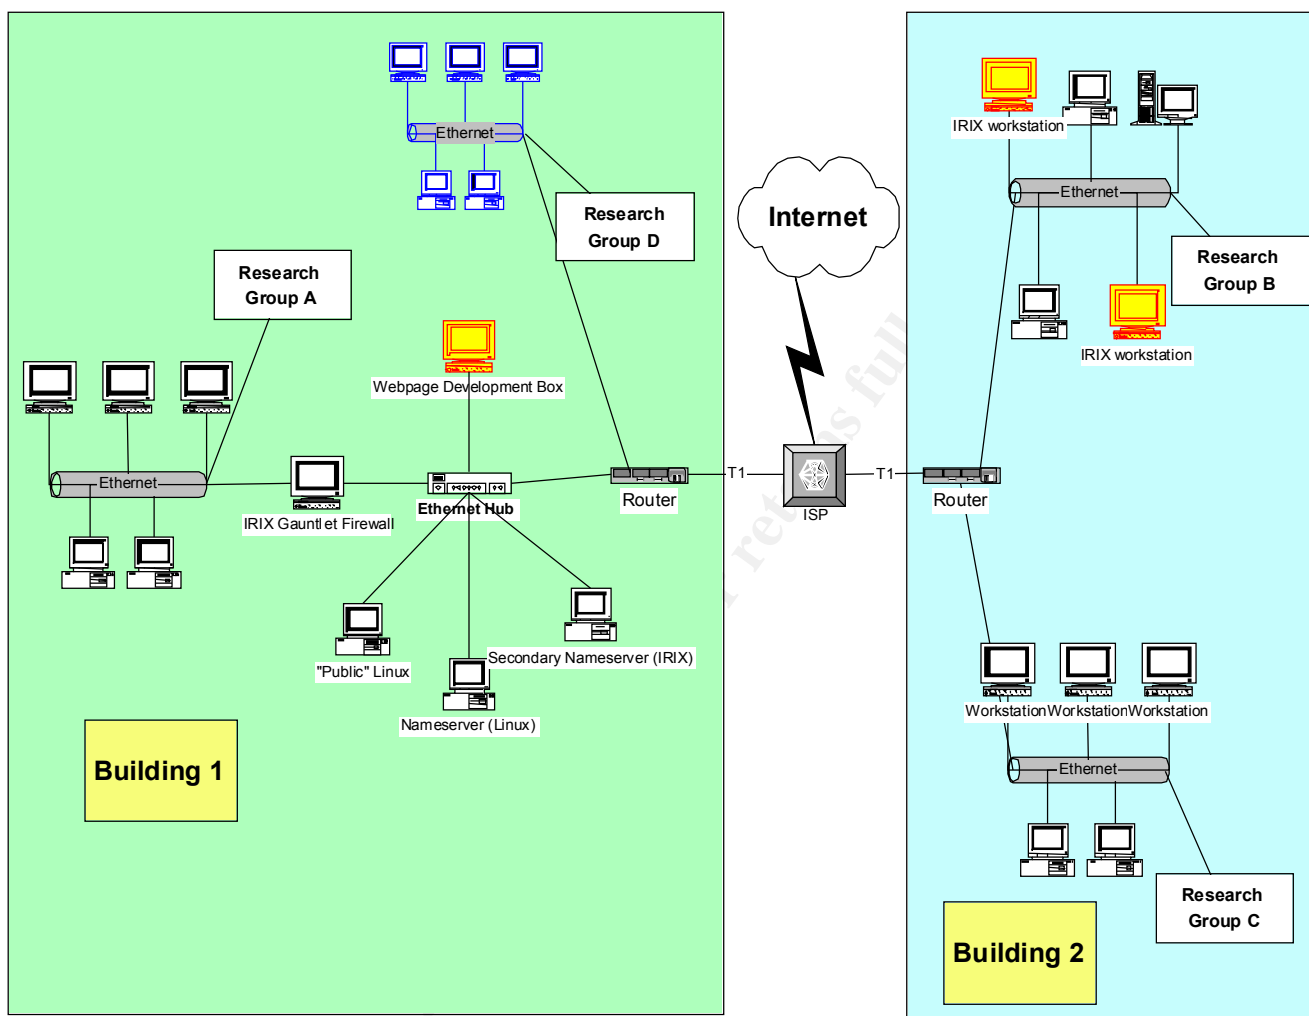 Ethernet
Research
Group D
Research
Group A
Webpage Development Box
Ethernet
IRIX Gauntlet Firewall
Ethernet Hub
Router
"Public" Linux
Secondary Nameserver (IRIX)
Nameserver (Linux)
Building 1
Internet
T1
ISP
T1
IRIX workstation
Ethernet
Research
Group B
IRIX workstation
Router
Workstation Workstation Workstation
Ethernet
Research
Group C
Building 2